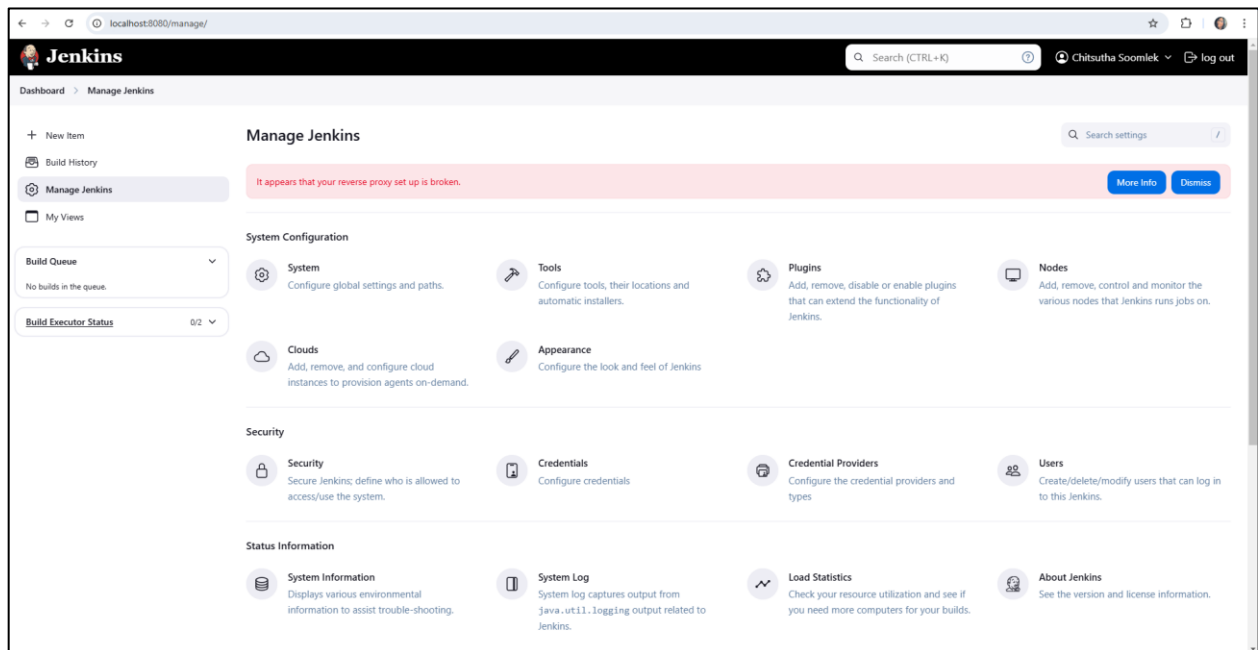 localhost:8080/manage/
Jenkins
Search (CTRL+K)
Chitsutha Soomlek
log out
Dashboard > Manage Jenkins
New Item
Build History
Manage Jenkins
My Views
Build Queue
No builds in the queue.
Build Executor Status
0/2
Manage Jenkins
Search settings
/
It appears that your reverse proxy set up is broken.
More Info
Dismiss
System Configuration
System
Configure global settings and paths.
Tools
Configure tools, their locations and
automatic installers.
Plugins
Add, remove, disable or enable plugins
that can extend the functionality of
Jenkins.
Nodes
Add, remove, control and monitor the
various nodes that Jenkins runs jobs on.
Clouds
Add, remove, and configure cloud
instances to provision agents on-demand.
Appearance
Configure the look and feel of Jenkins
Security
Security
Secure Jenkins; define who is allowed to
access/use the system.
Credentials
Configure credentials
Credential Providers
Configure the credential providers and
types
Users
Create/delete/modify users that can log in
to this Jenkins.
Status Information
System Information
Displays various environmental
information to assist trouble-shooting.
System Log
System log captures output from
java.util.logging output related to
Jenkins.
Load Statistics
Check your resource utilization and see if
you need more computers for your builds.
About Jenkins
See the version and license information.